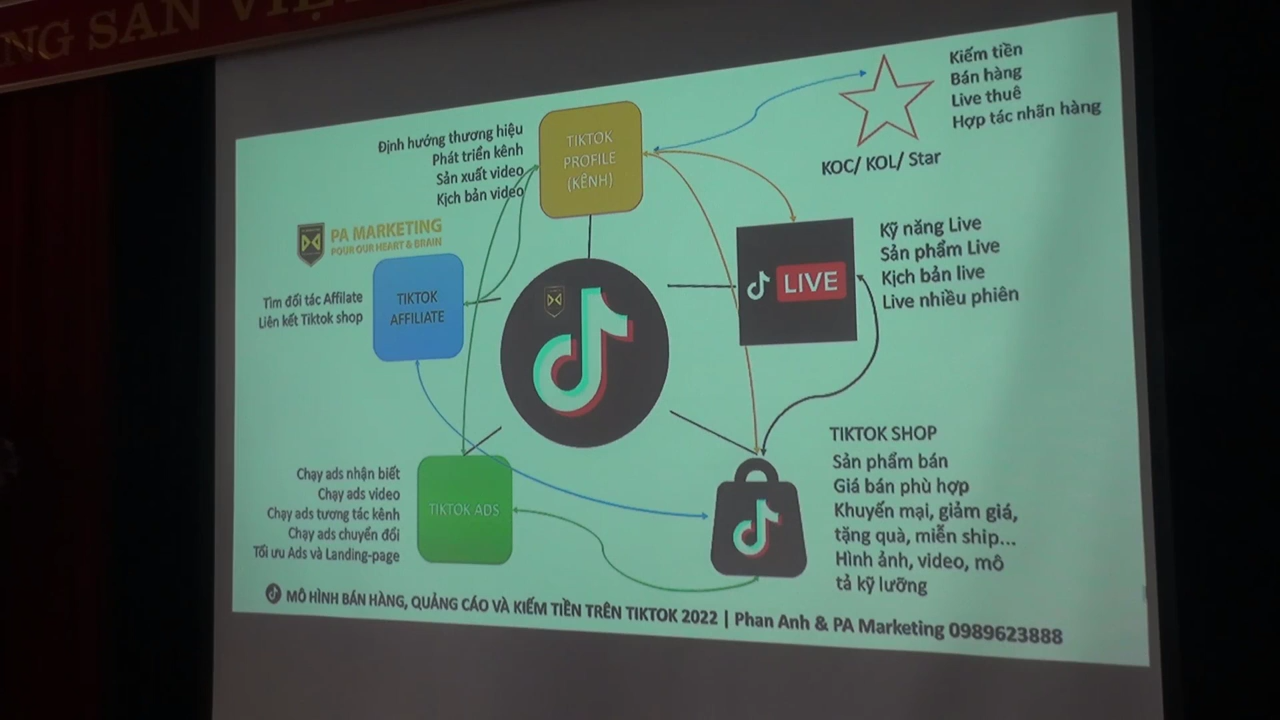 NG SẢN VIỆ
Kiếm tiền
Bán hàng
Live thuê
Hợp tác nhãn hàng
KOC/ KOL/ Star
Định hướng thương hiệu
Phát triển kênh
Sản xuất video
Kịch bản video
TIKTOK
PROFILE
(KÊNH)
PA MARKETING
POUR OUR HEART & BRAIN
Kỹ năng Live
Sản phẩm Live
Kịch bản live
Live nhiều phiên
LIVE
Tìm đối tác Affilate
Liên kết Tiktok shop
TIKTOK
AFFILIATE
TIKTOK SHOP
Sản phẩm bán
Giá bán phù hợp
Khuyến mại, giảm giá,
tặng quà, miễn ship...
Hình ảnh, video, mô
tả kỹ lưỡng
Chạy ads nhận biết
Chạy ads video
Chạy ads tương tác kênh
Chạy ads chuyển đổi
Tối ưu Ads và Landing-page
TIKTOK ADS
MÔ HÌNH BÁN HÀNG, QUẢNG CÁO VÀ KIẾM TIỀN TRÊN TIKTOK 2022 | Phan Anh & PA Marketing 0989623888